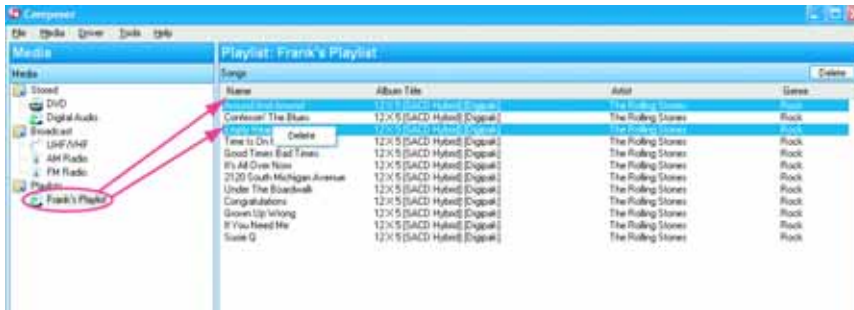 Composer
File Media Driver Tools Help
Media
Playlist: Frank's Playlist
Media
Songs
Delete
Stored
DVD
Digital Audio
Broadcast
UHF/VHF
AM Radio
FM Radio
Playlists
Frank's Playlist
Name Album Title Artist Genre
Around And Around 12 X 5 [SACD Hybrid] [Digipak] The Rolling Stones Rock
Confessin' The Blues 12 X 5 [SACD Hybrid] [Digipak] The Rolling Stones Rock
Empty 12 X 5 [SACD Hybrid] [Digipak] The Rolling Stones Rock
Delete
Time Is On 12 X 5 [SACD Hybrid] [Digipak] The Rolling Stones Rock
Good Times Bad Times 12 X 5 [SACD Hybrid] [Digipak] The Rolling Stones Rock
It's All Over Now 12 X 5 [SACD Hybrid] [Digipak] The Rolling Stones Rock
2120 South Michigan Avenue 12 X 5 [SACD Hybrid] [Digipak] The Rolling Stones Rock
Under The Boardwalk 12 X 5 [SACD Hybrid] [Digipak] The Rolling Stones Rock
Congratulations 12 X 5 [SACD Hybrid] [Digipak] The Rolling Stones Rock
Grown Up Wrong 12 X 5 [SACD Hybrid] [Digipak] The Rolling Stones Rock
If You Need Me 12 X 5 [SACD Hybrid] [Digipak] The Rolling Stones Rock
Susie Q 12 X 5 [SACD Hybrid] [Digipak] The Rolling Stones Rock